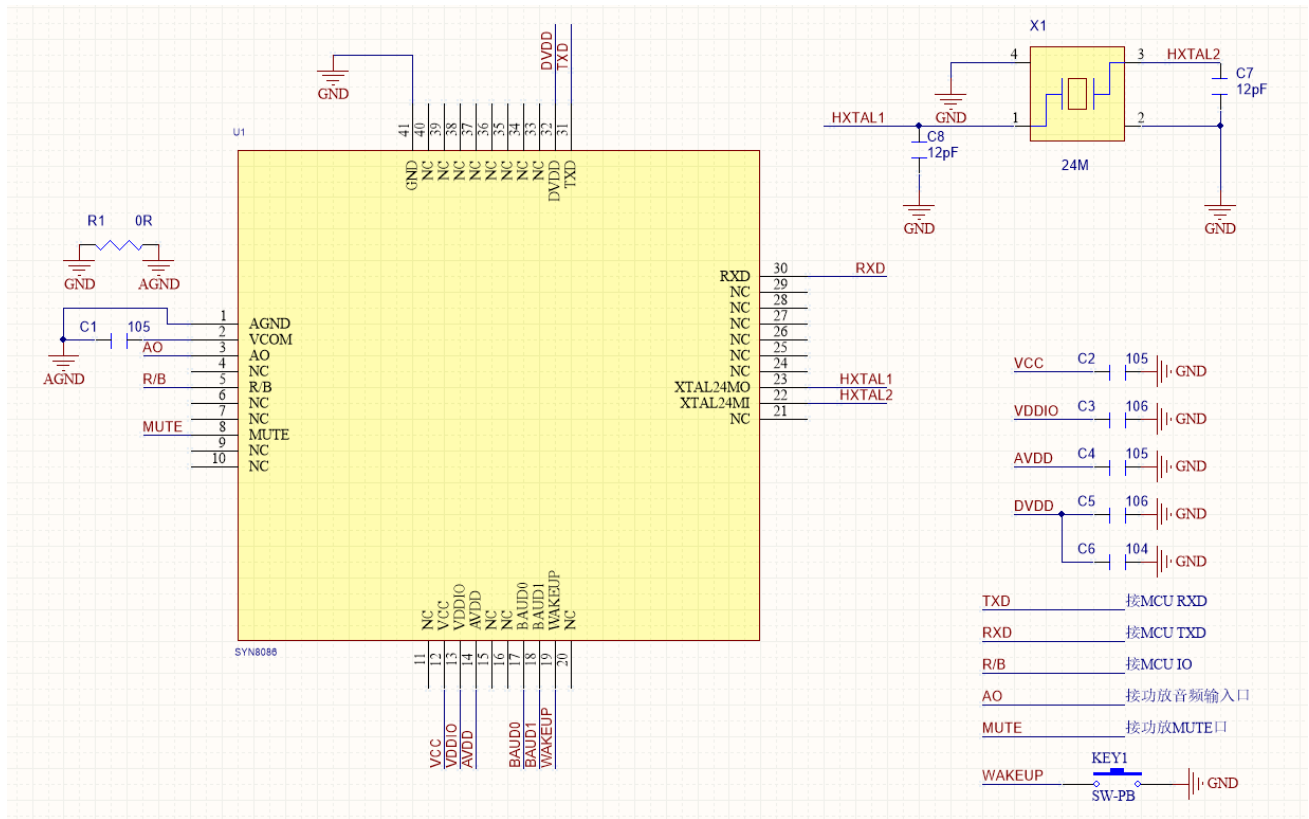 X1
4
3
HXTAL2
C7
12pF
GND
HXTAL1
1
2
GND
C8
12pF
24M
GND
GND
DVDD
TXD
U1
41
40
39
38
37
36
35
34
33
32
31
GND
NC
NC
NC
NC
NC
NC
NC
NC
DVDD
TXD
R1 0R
GND AGND
C1 105
AGND
AO
R/B
MUTE
1 AGND
2 VCOM
3 AO
4 NC
5 R/B
6 NC
7 NC
8 MUTE
9 NC
10 NC
RXD 30 RXD
NC 29
NC 28
NC 27
NC 26
NC 25
NC 24
XTAL24MO 23 HXTAL1
XTAL24MI 22 HXTAL2
NC 21
NC
VCC
VDDIO
AVDD
NC
NC
BAUD0
BAUD1
WAKEUP
NC
SYN8086
11
12
13
14
15
16
17
18
19
20
VCC
VDDIO
AVDD
BAUD0
BAUD1
WAKEUP
VCC C2 105 GND
VDDIO C3 106 GND
AVDD C4 105 GND
DVDD C5 106 GND
C6 104 GND
TXD 接MCU RXD
RXD 接MCU TXD
R/B 接MCU IO
AO 接功放音频输入口
MUTE 接功放MUTE口
KEY1
WAKEUP GND
SW-PB